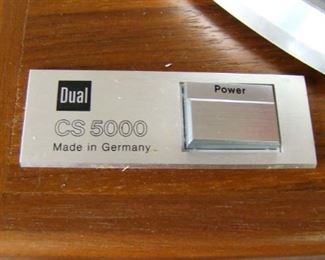 Dual
CS 5000
Made in Germany
Power